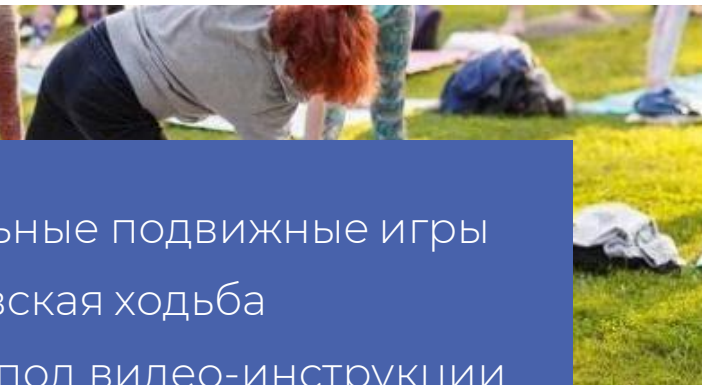 ьные подвижные игры
вская ходьба
под видео-инструкции